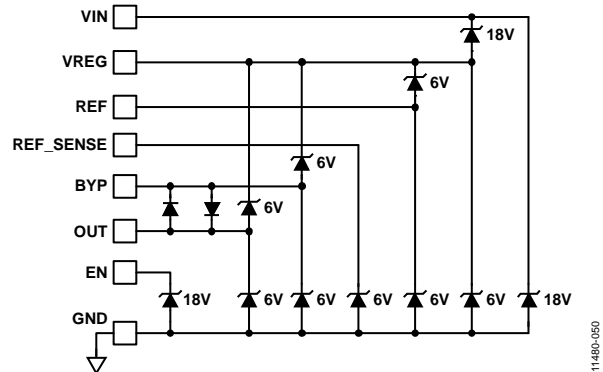 VIN
18V
VREG
6V
REF
REF_SENSE
6V
BYP
6V
OUT
EN
18V 6V 6V 6V 6V 6V 18V
GND
11480-050